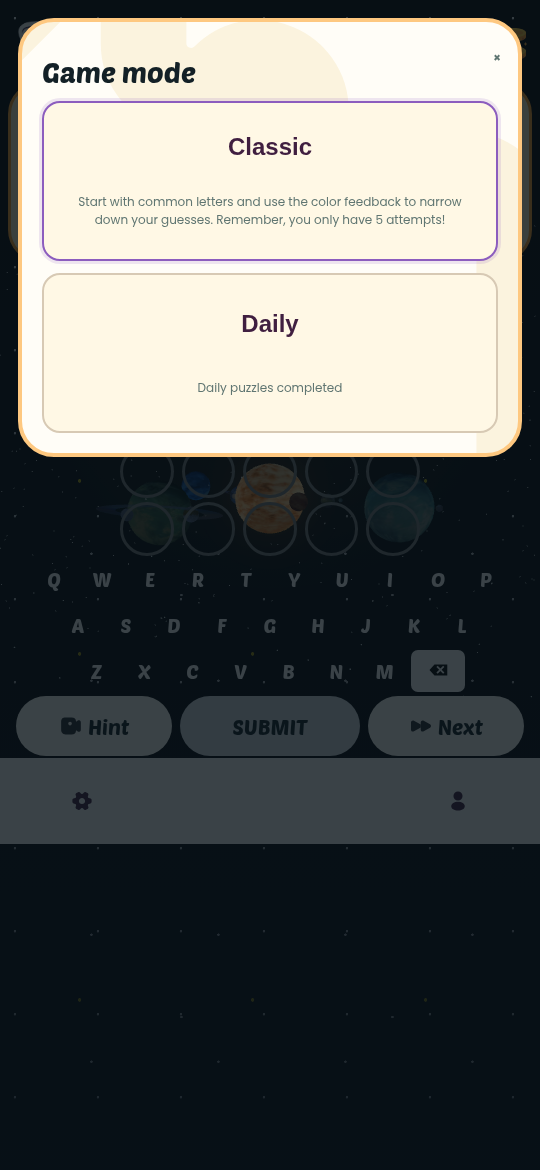 Game mode
×
Classic
Start with common letters and use the color feedback to narrow
down your guesses. Remember, you only have 5 attempts!
Daily
Daily puzzles completed
Q W E R T Y U I O P
A S D F G H J K L
Z X C V B N M
Hint SUBMIT Next